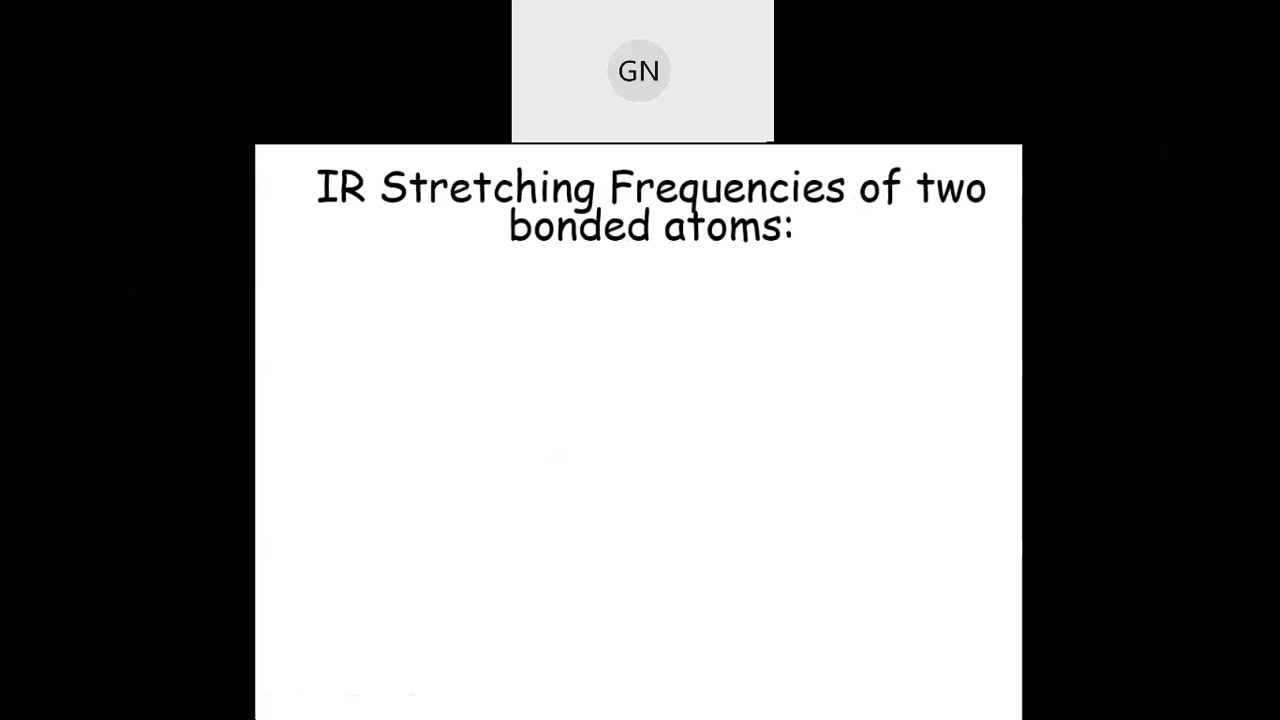 GN
IR Stretching Frequencies of two
bonded atoms: